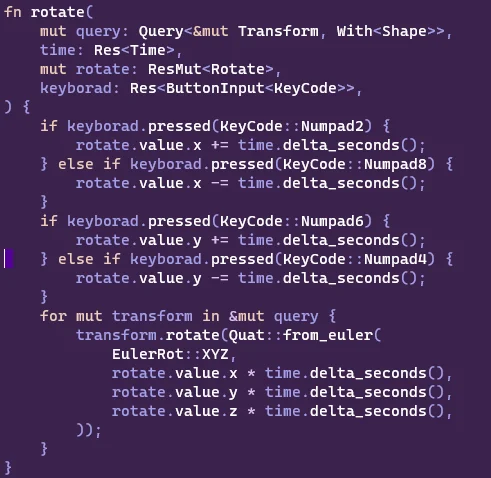 fn rotate(
    mut query: Query<&mut Transform, With<Shape>>,
    time: Res<Time>,
    mut rotate: ResMut<Rotate>,
    keyborad: Res<ButtonInput<KeyCode>>,
) {
    if keyborad.pressed(KeyCode::Numpad2) {
        rotate.value.x += time.delta_seconds();
    } else if keyborad.pressed(KeyCode::Numpad8) {
        rotate.value.x -= time.delta_seconds();
    }
    if keyborad.pressed(KeyCode::Numpad6) {
        rotate.value.y += time.delta_seconds();
    } else if keyborad.pressed(KeyCode::Numpad4) {
        rotate.value.y -= time.delta_seconds();
    }
    for mut transform in &mut query {
        transform.rotate(Quat::from_euler(
            EulerRot::XYZ,
            rotate.value.x * time.delta_seconds(),
            rotate.value.y * time.delta_seconds(),
            rotate.value.z * time.delta_seconds(),
        ));
    }
}